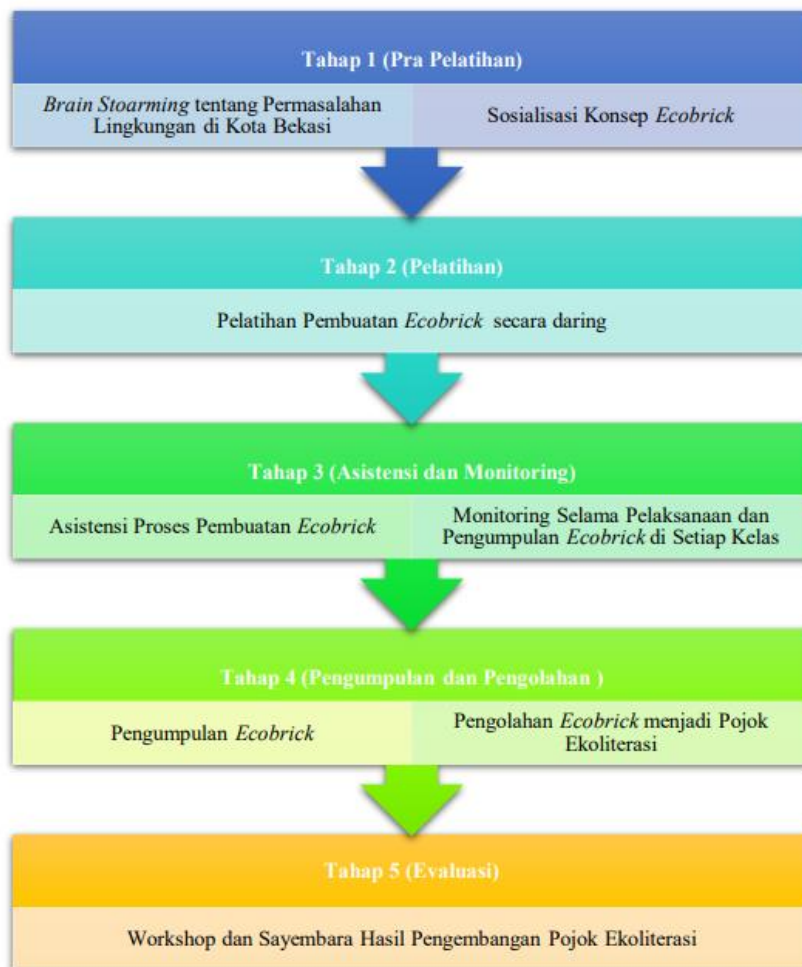 Tahap 1 (Pra Pelatihan)
Brain Stoarming tentang Permasalahan
Lingkungan di Kota Bekasi
Sosialisasi Konsep Ecobrick
Tahap 2 (Pelatihan)
Pelatihan Pembuatan Ecobrick secara daring
Tahap 3 (Asistensi dan Monitoring)
Asistensi Proses Pembuatan Ecobrick
Monitoring Selama Pelaksanaan dan
Pengumpulan Ecobrick di Setiap Kelas
Tahap 4 (Pengumpulan dan Pengolahan )
Pengumpulan Ecobrick
Pengolahan Ecobrick menjadi Pojok
Ekoliterasi
Tahap 5 (Evaluasi)
Workshop dan Sayembara Hasil Pengembangan Pojok Ekoliterasi